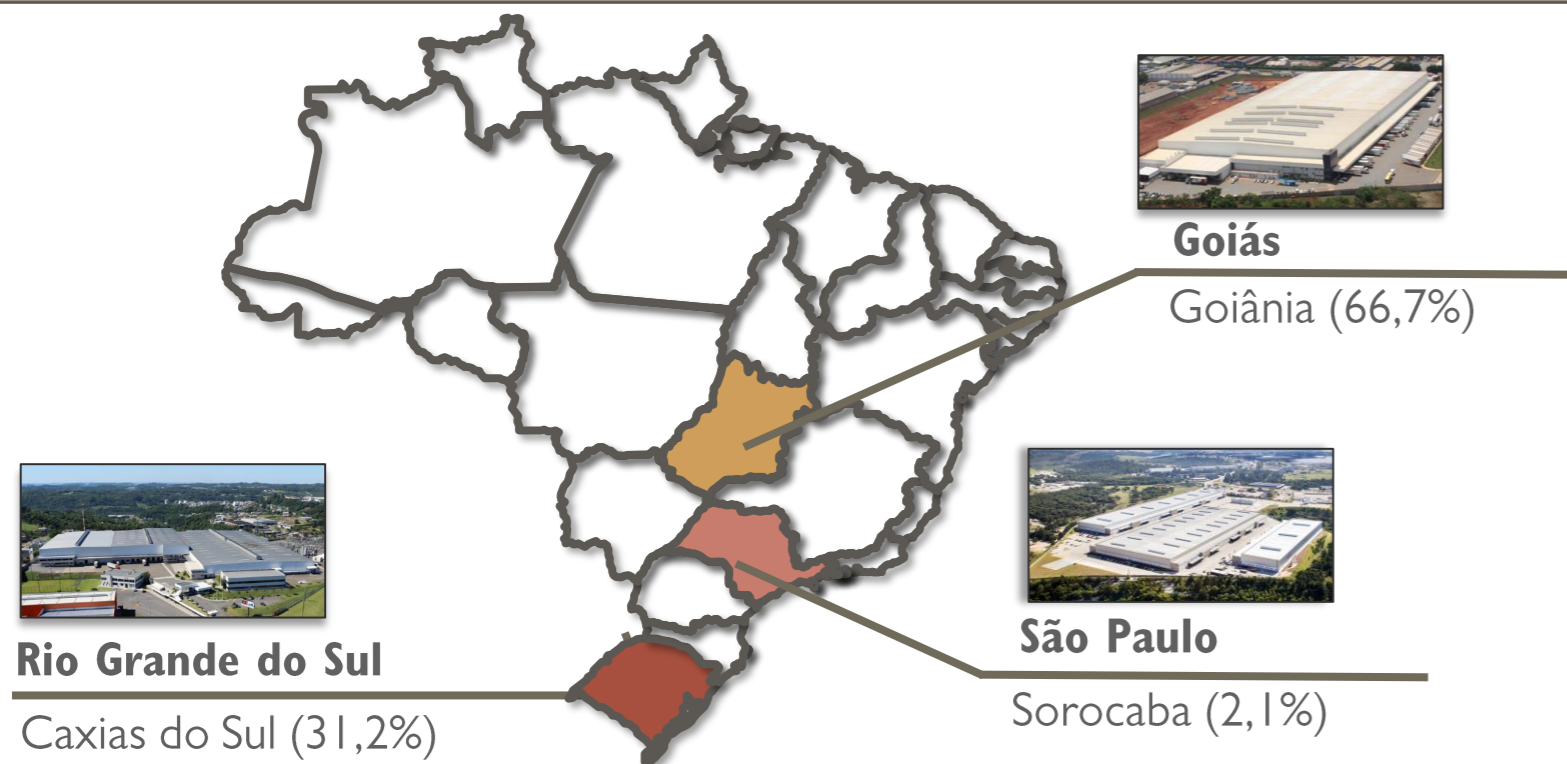 Goiás
Goiânia (66,7%)
São Paulo
Sorocaba (2,1%)
Rio Grande do Sul
Caxias do Sul (31,2%)